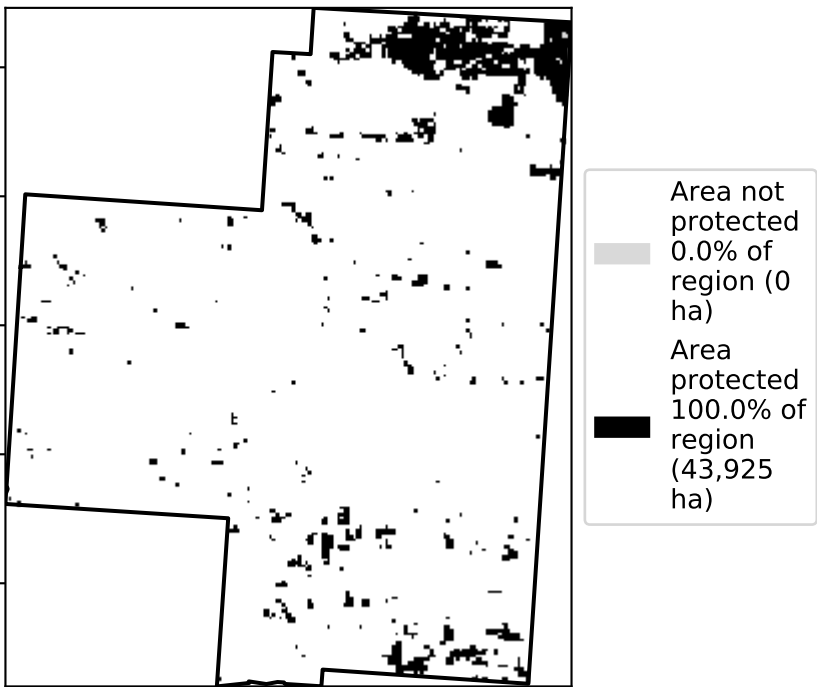 Area not
protected
0.0% of
region (0
ha)
Area
protected
100.0% of
region
(43,925
ha)